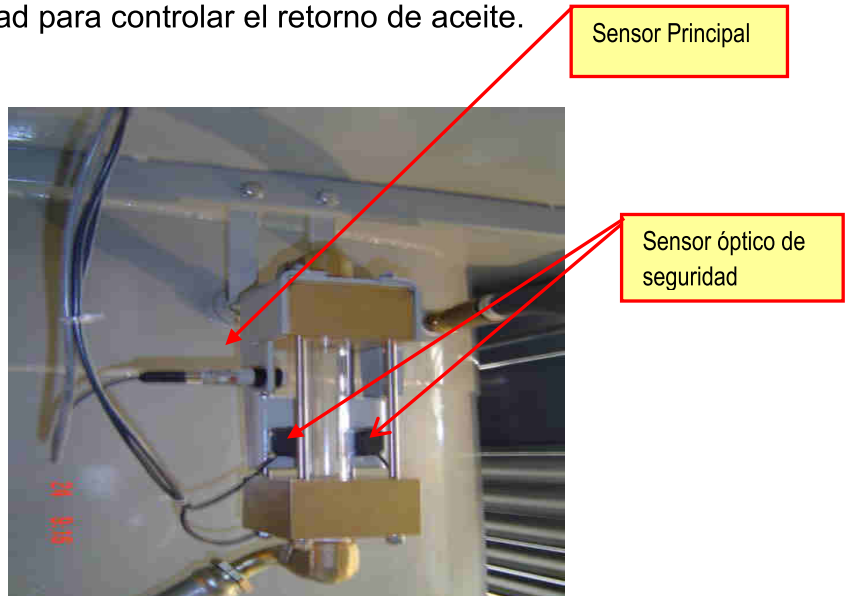 ad para controlar el retorno de aceite.
Sensor Principal
Sensor óptico de
seguridad